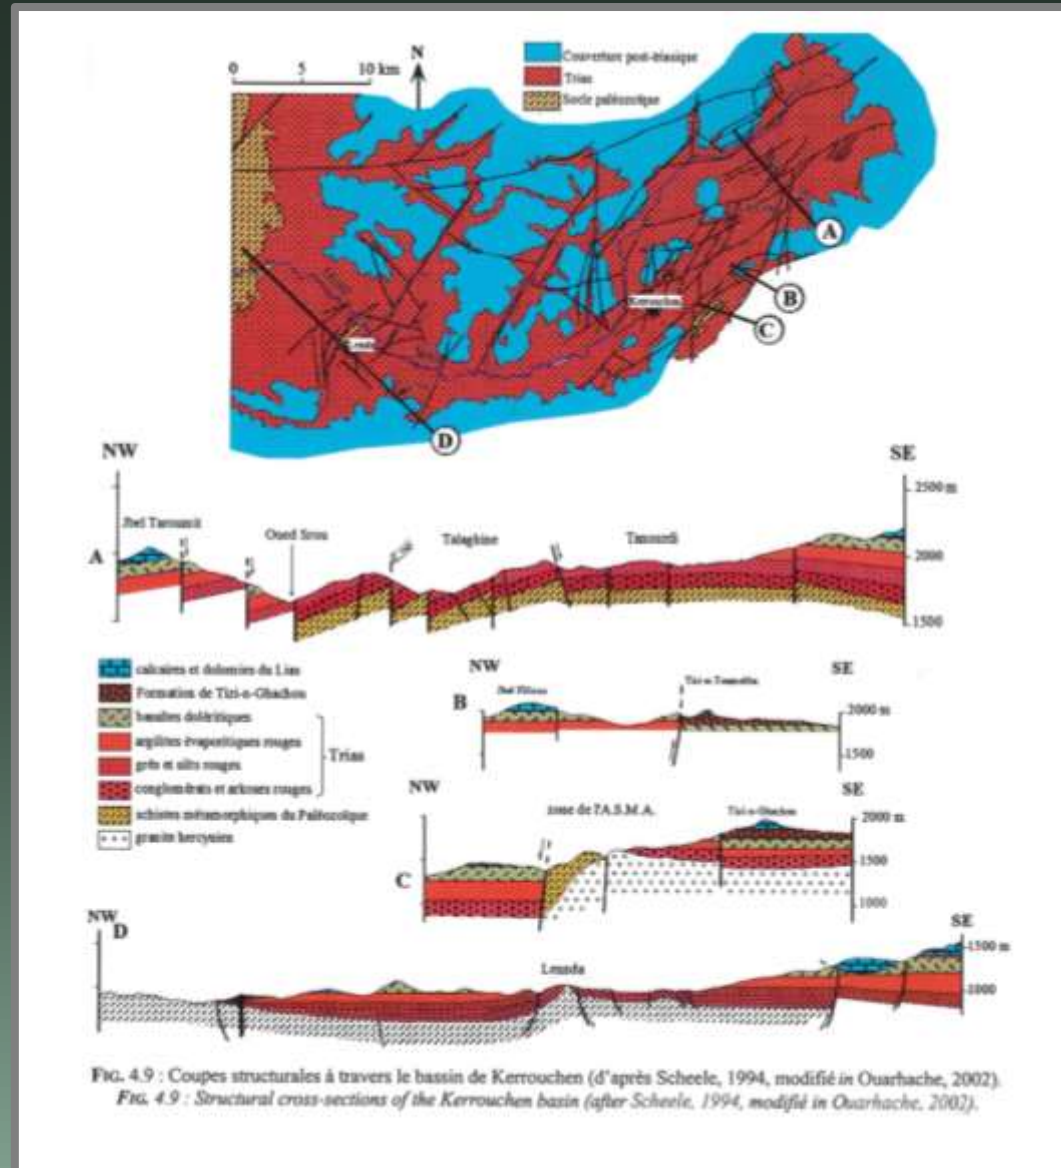 N
0 5 10 km
Couverture post-triasique
Trias
Socle paléozoïque
A
B
Kerrouchen
C
D
NW SE
2500 m
Jbel Taroumit
Oued Srou
Talaghine
A
2000
1500
calcaires et dolomies du Lias
Formation de Tizi-n-Ghachou
basaltes doléritiques
argilites évaporitiques rouges
grès et silts rouges
Trias
conglomérats et arkoses rouges
schistes métamorphiques du Paléozoïque
granite hercynien
NW SE
B
2000 m
1500
NW SE
zone de l'A.S.M.A.
Tizi-n-Ghachou
2000 m
1500
C
1000
NW SE
D
1500 m
1000
FIG. 4.9 : Coupes structurales à travers le bassin de Kerrouchen (d'après Scheele, 1994, modifié in Ouarhache, 2002).
FIG. 4.9 : Structural cross-sections of the Kerrouchen basin (after Scheele, 1994, modifié in Ouarhache, 2002).